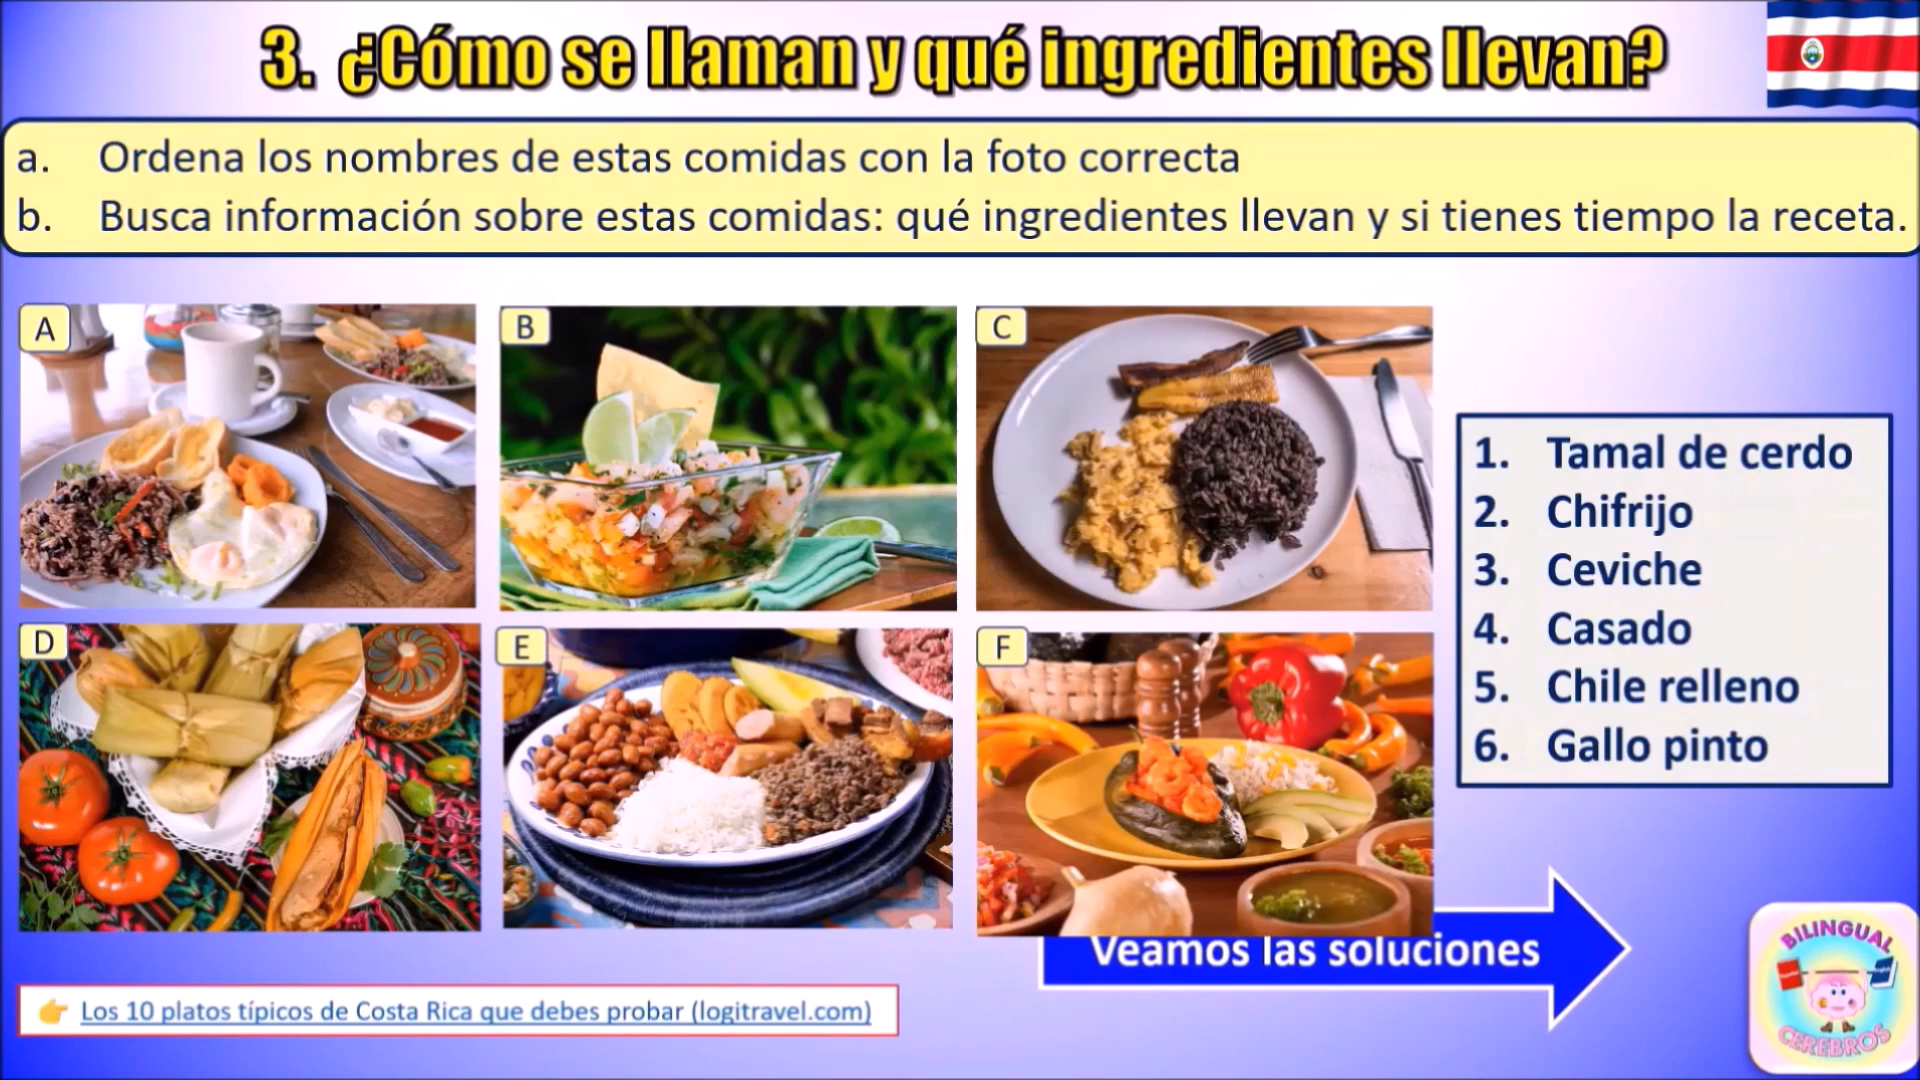 3. ¿Cómo se llaman y qué ingredientes llevan?
a. Ordena los nombres de estas comidas con la foto correcta
b. Busca información sobre estas comidas: qué ingredientes llevan y si tienes tiempo la receta.
A
B
C
D
E
F
1. Tamal de cerdo
2. Chifrijo
3. Ceviche
4. Casado
5. Chile relleno
6. Gallo pinto
Veamos las soluciones
Los 10 platos típicos de Costa Rica que debes probar (logitravel.com)
BILINGUAL
CEREBROS